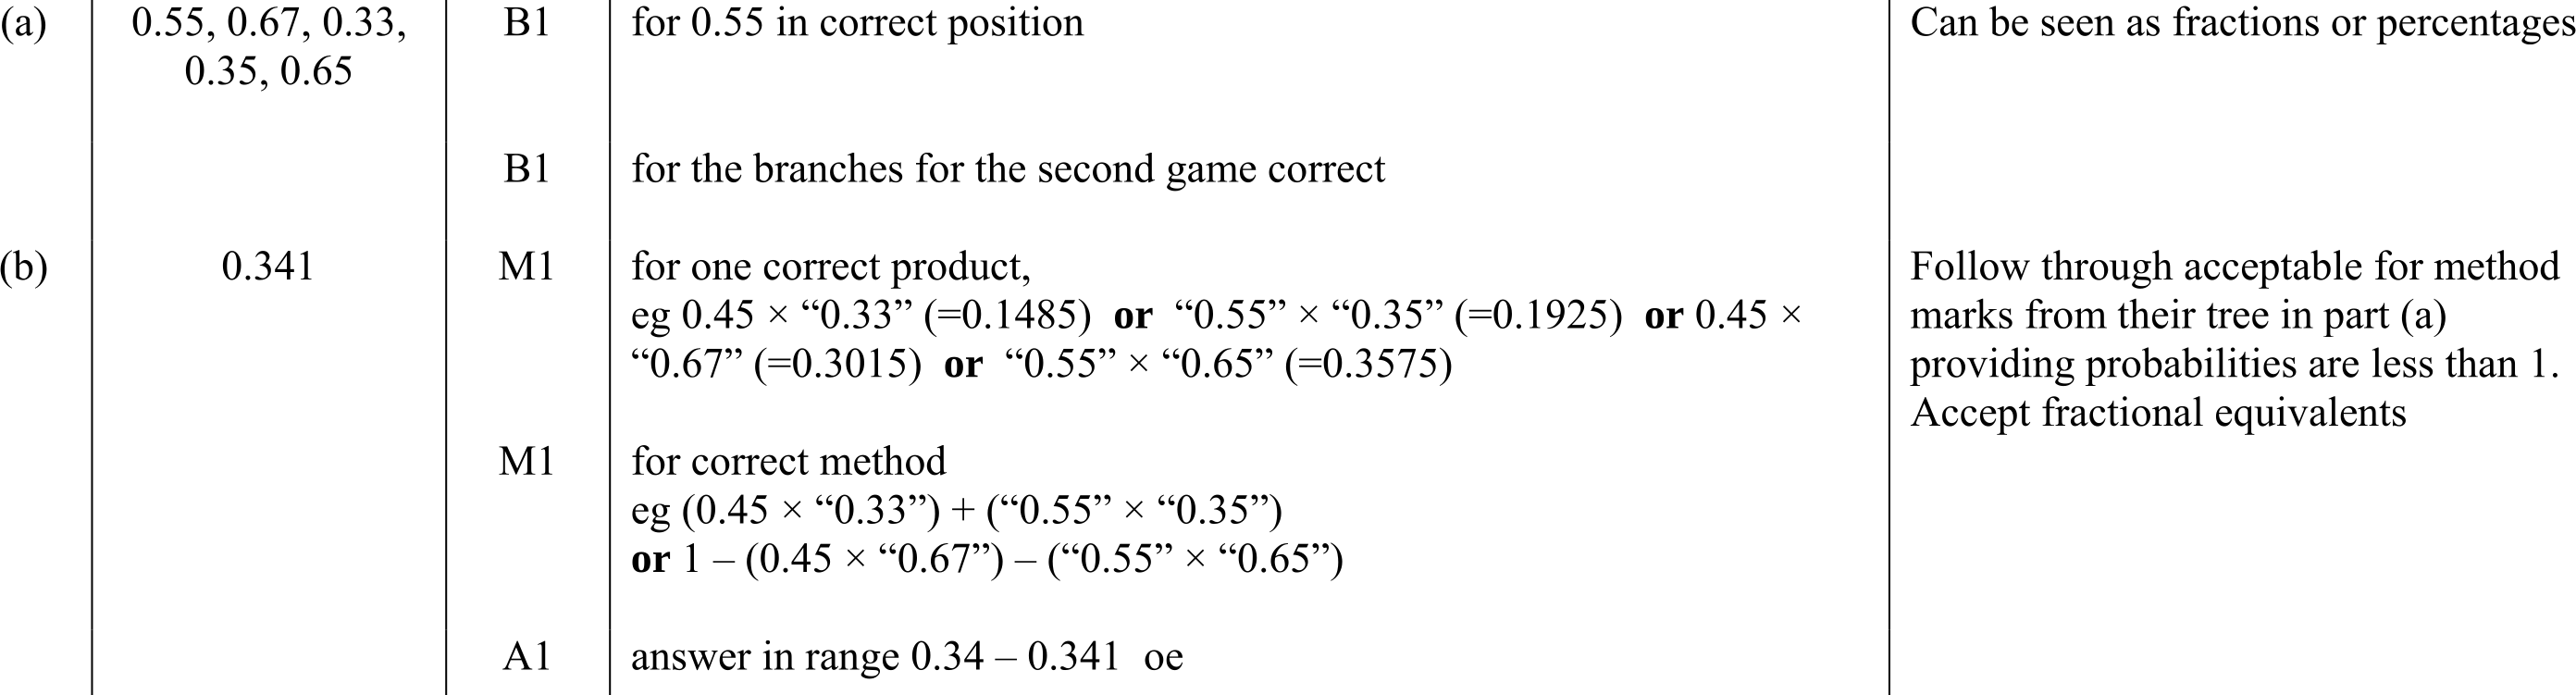 (a) 0.55, 0.67, 0.33, B1 for 0.55 in correct position Can be seen as fractions or percentages
0.35, 0.65
B1 for the branches for the second game correct
(b) 0.341 M1 for one correct product, Follow through acceptable for method
eg 0.45 × “0.33” (=0.1485) or “0.55” × “0.35” (=0.1925) or 0.45 × marks from their tree in part (a)
“0.67” (=0.3015) or “0.55” × “0.65” (=0.3575) providing probabilities are less than 1.
Accept fractional equivalents
M1 for correct method
eg (0.45 × “0.33”) + (“0.55” × “0.35”)
or 1 – (0.45 × “0.67”) – (“0.55” × “0.65”)
A1 answer in range 0.34 – 0.341 oe